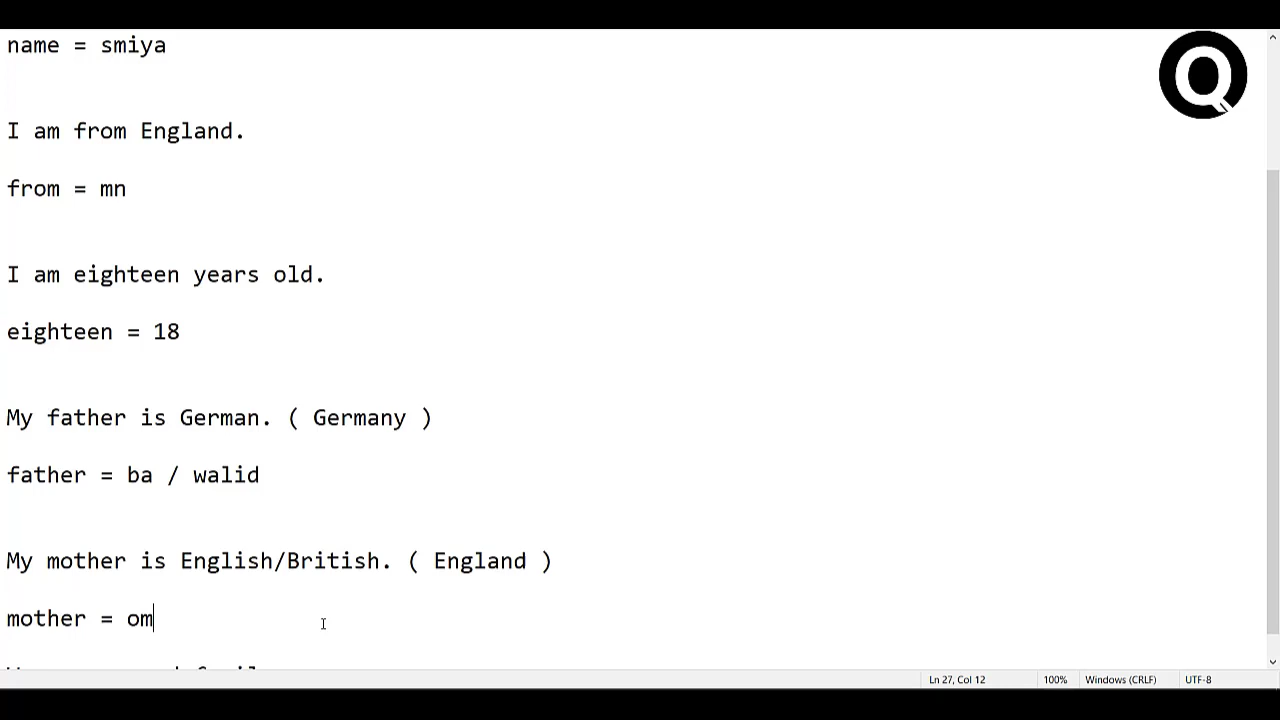 name = smiya
I am from England.
from = mn
I am eighteen years old.
eighteen = 18
My father is German. ( Germany )
father = ba / walid
My mother is English/British. ( England )
mother = om
Ln 27, Col 12 100% Windows (CRLF) UTF-8